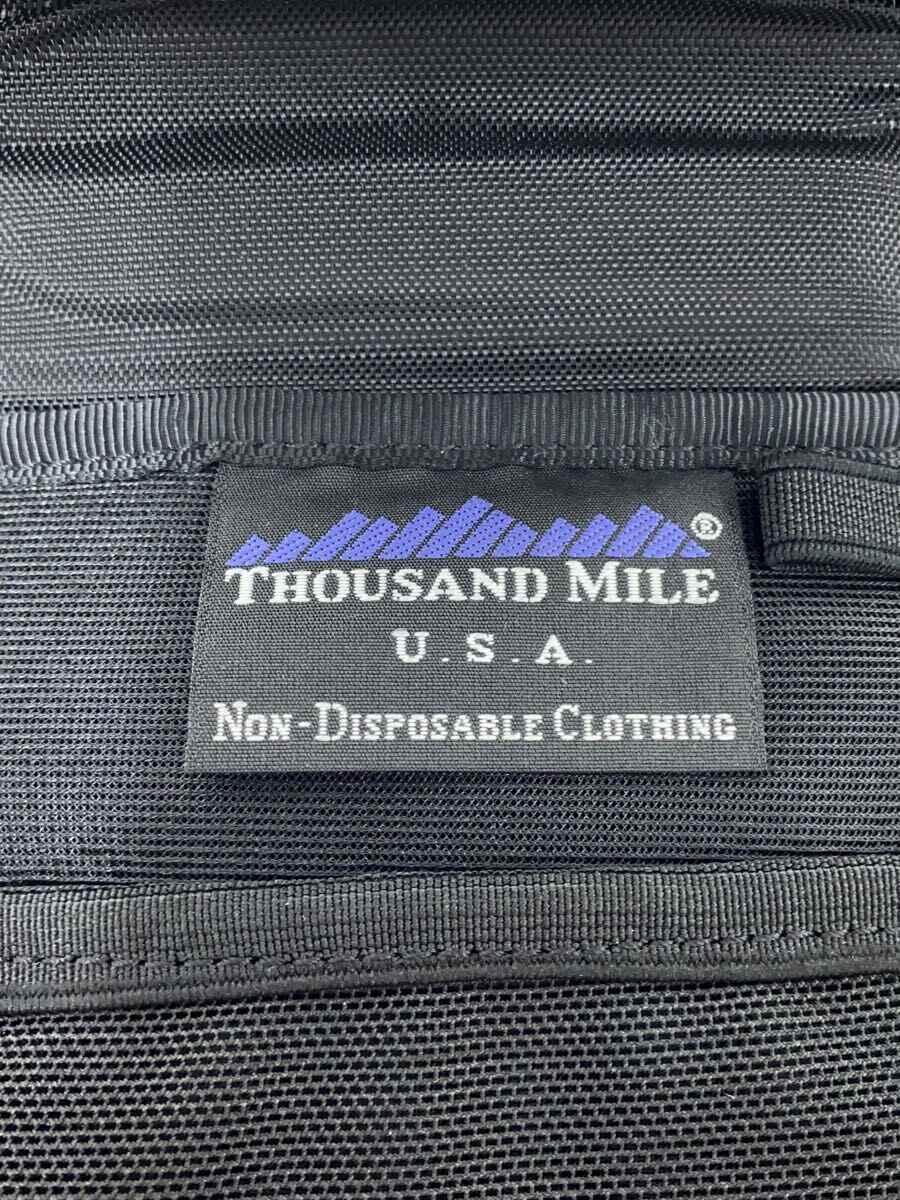 ®
THOUSAND MILE
U.S.A.
NON-DISPOSABLE CLOTHING